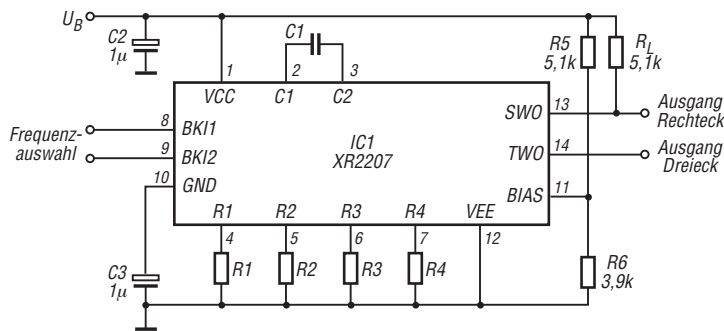 UB
C2
1µ
C1
R5
5,1k
RL
5,1k
1
2
3
VCC
C1
C2
SWO
13
Ausgang
Rechteck
Frequenz-
auswahl
8
BKI1
9
BKI2
10
GND
IC1
XR2207
TWO
14
Ausgang
Dreieck
BIAS
11
R1
R2
R3
R4
VEE
4
5
6
7
12
C3
1µ
R1
R2
R3
R4
R6
3,9k